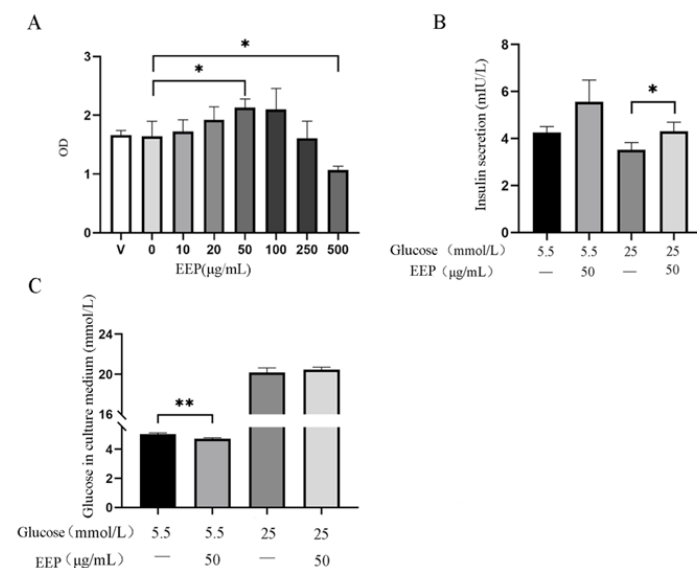 A
*
*
OD
3
2
1
0
V 0 10 20 50 100 250 500
EEP(μg/mL)
B
*
Insulin secretion (mIU/L)
8
6
4
2
0
Glucose (mmol/L) 5.5 5.5 25 25
EEP (μg/mL) — 50 — 50
C
**
Glucose in culture medium (mmol/L)
24
20
16
4
2
0
Glucose (mmol/L) 5.5 5.5 25 25
EEP (μg/mL) — 50 — 50